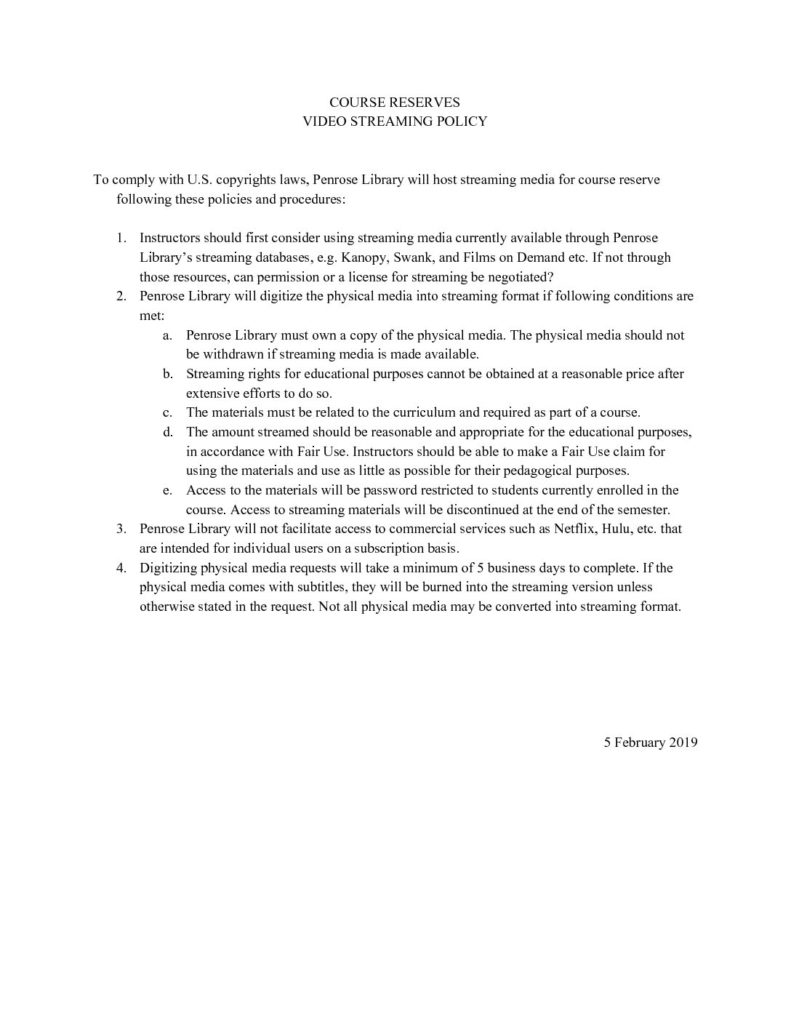 COURSE RESERVES
VIDEO STREAMING POLICY
To comply with U.S. copyrights laws, Penrose Library will host streaming media for course reserve
following these policies and procedures:
1. Instructors should first consider using streaming media currently available through Penrose
Library's streaming databases, e.g. Kanopy, Swank, and Films on Demand etc. If not through
those resources, can permission or a license for streaming be negotiated?
2. Penrose Library will digitize the physical media into streaming format if following conditions are
met:
a. Penrose Library must own a copy of the physical media. The physical media should not
be withdrawn if streaming media is made available.
b. Streaming rights for educational purposes cannot be obtained at a reasonable price after
extensive efforts to do so.
c. The materials must be related to the curriculum and required as part of a course.
d. The amount streamed should be reasonable and appropriate for the educational purposes,
in accordance with Fair Use. Instructors should be able to make a Fair Use claim for
using the materials and use as little as possible for their pedagogical purposes.
e. Access to the materials will be password restricted to students currently enrolled in the
course. Access to streaming materials will be discontinued at the end of the semester.
3. Penrose Library will not facilitate access to commercial services such as Netflix, Hulu, etc. that
are intended for individual users on a subscription basis.
4. Digitizing physical media requests will take a minimum of 5 business days to complete. If the
physical media comes with subtitles, they will be burned into the streaming version unless
otherwise stated in the request. Not all physical media may be converted into streaming format.
5 February 2019